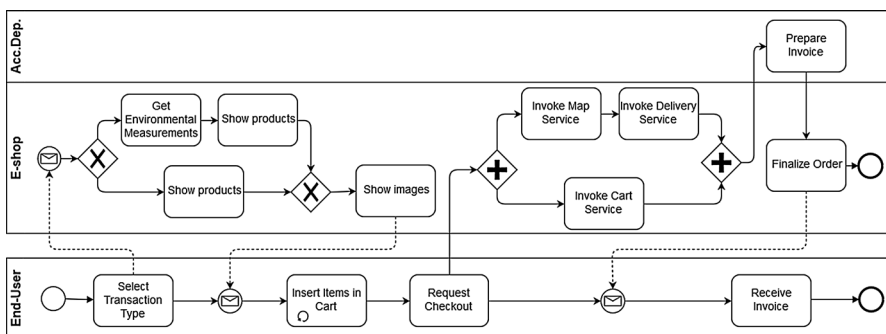 Acc.Dep.
Prepare
Invoice
E-shop
Get
Environmental
Measurements
Show products
Show products
Show images
Invoke Map
Service
Invoke Delivery
Service
Invoke Cart
Service
Finalize Order
End-User
Select
Transaction
Type
Insert Items in
Cart
Request
Checkout
Receive
Invoice